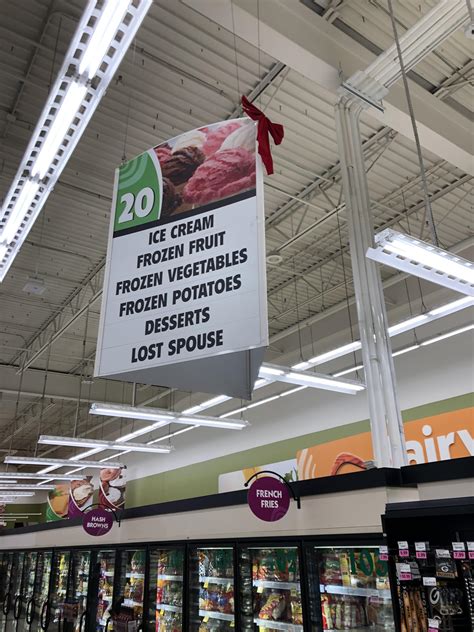 20
ICE CREAM
FROZEN FRUIT
FROZEN VEGETABLES
FROZEN POTATOES
DESSERTS
LOST SPOUSE
airy
FRENCH
FRIES
HASH
BROWNS